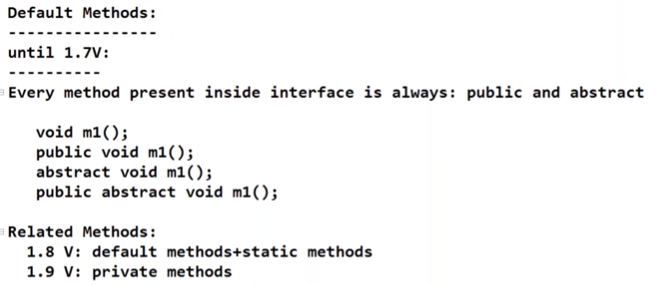 Default Methods:
----------------
until 1.7V:
----------
Every method present inside interface is always: public and abstract
void m1();
public void m1();
abstract void m1();
public abstract void m1();
Related Methods:
1.8 V: default methods+static methods
1.9 V: private methods